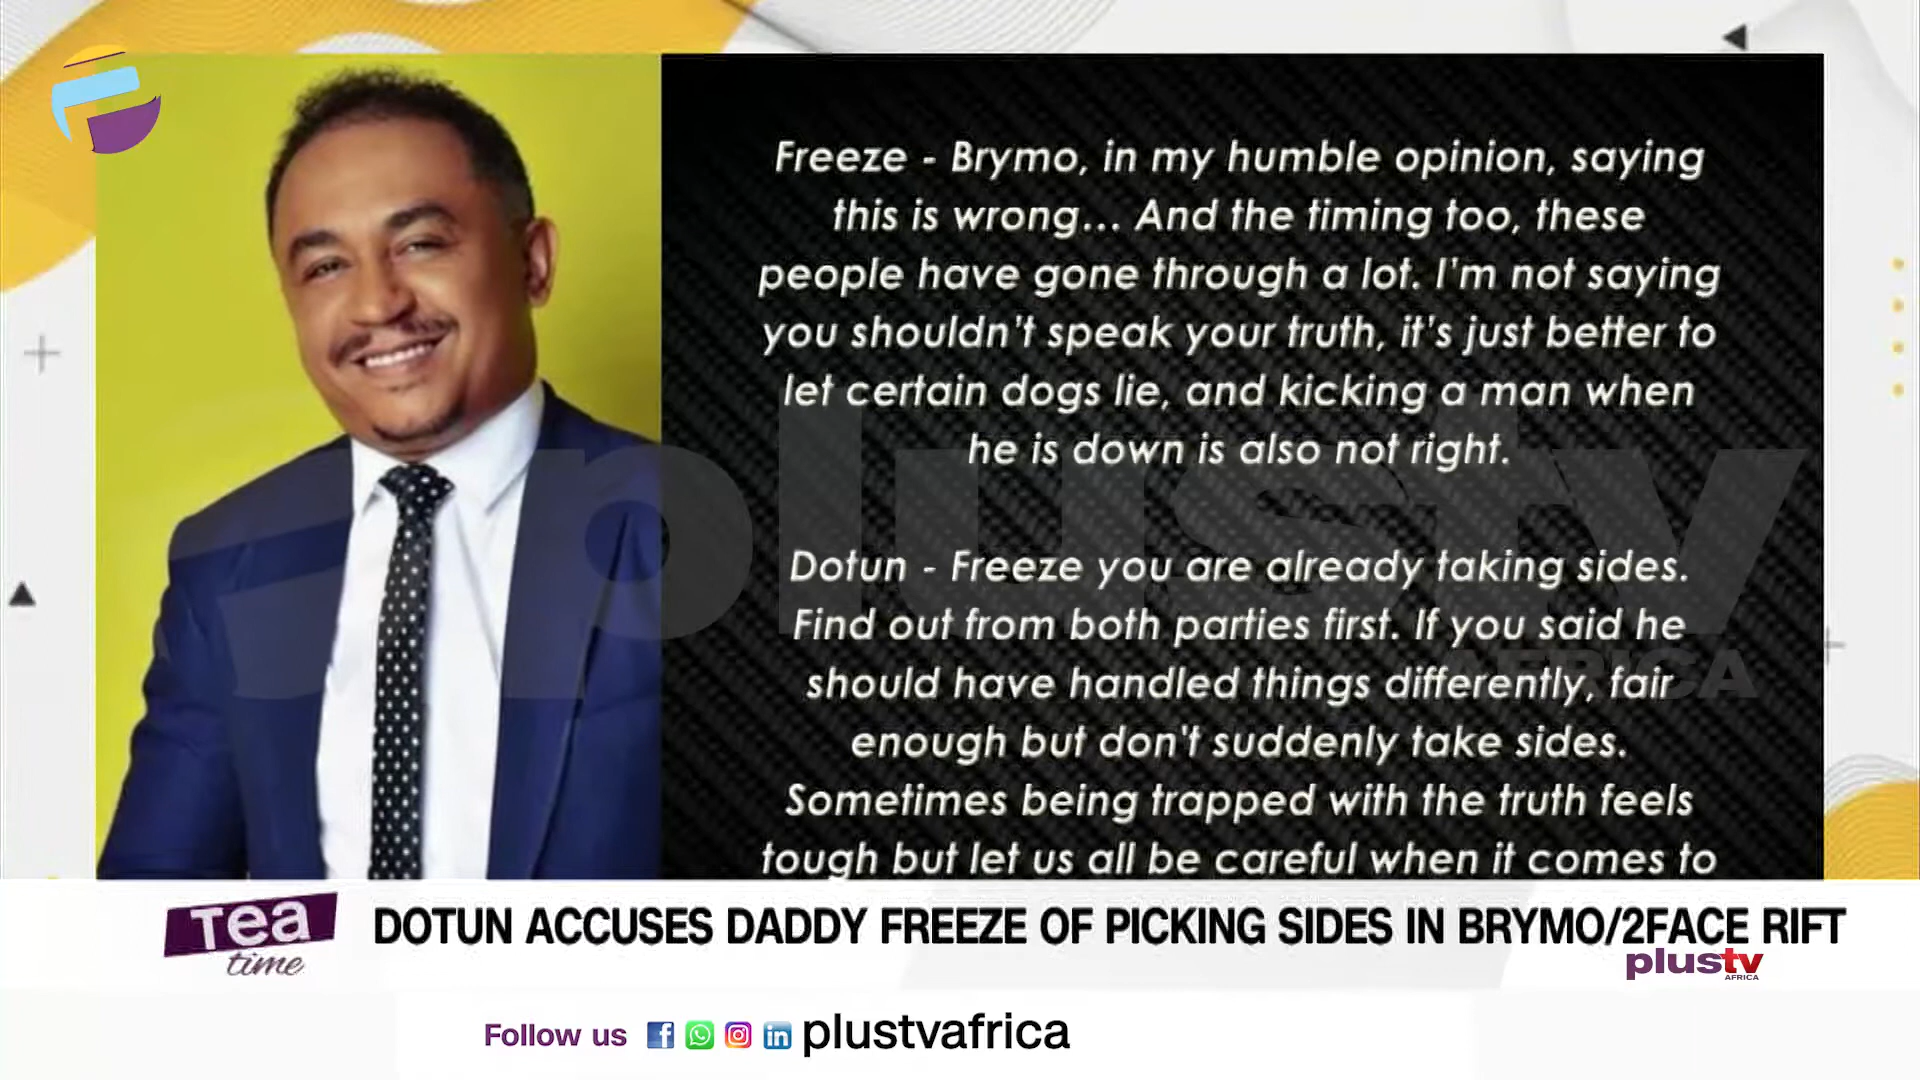 Freeze - Brymo, in my humble opinion, saying
this is wrong... And the timing too, these
people have gone through a lot. I'm not saying
you shouldn't speak your truth, it's just better to
let certain dogs lie, and kicking a man when
he is down is also not right.
Dotun - Freeze you are already taking sides.
Find out from both parties first. If you said he
should have handled things differently, fair
enough but don't suddenly take sides.
Sometimes being trapped with the truth feels
tough but let us all be careful when it comes to
plustv
AFRICA
Tea
time
DOTUN ACCUSES DADDY FREEZE OF PICKING SIDES IN BRYMO/2FACE RIFT
plustv
AFRICA
Follow us plustvafrica